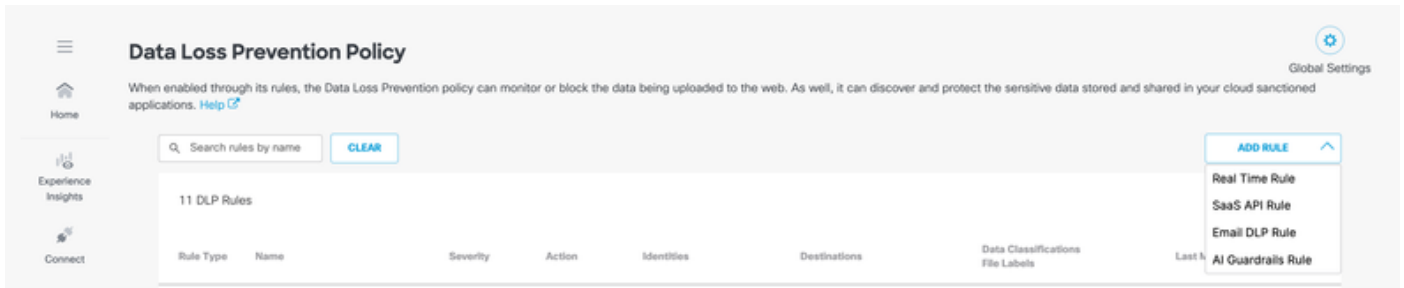 Data Loss Prevention Policy
Global Settings
When enabled through its rules, the Data Loss Prevention policy can monitor or block the data being uploaded to the web. As well, it can discover and protect the sensitive data stored and shared in your cloud sanctioned
applications. Help
Home
Search rules by name
CLEAR
ADD RULE
Real Time Rule
Experience
Insights
11 DLP Rules
SaaS API Rule
Email DLP Rule
Connect
Rule Type Name Severity Action Identities Destinations Data Classifications
File Labels
Last M
AI Guardrails Rule